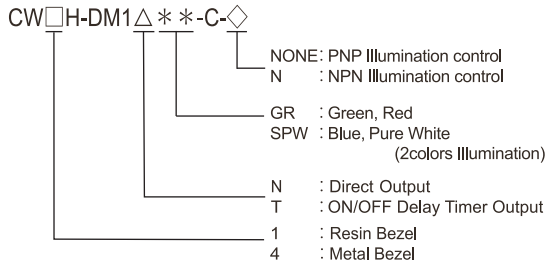 CW□H-DM1△＊＊-C-◇
NONE : PNP Illumination control
N : NPN Illumination control
GR : Green, Red
SPW : Blue, Pure White
(2colors Illumination)
N : Direct Output
T : ON/OFF Delay Timer Output
1 : Resin Bezel
4 : Metal Bezel